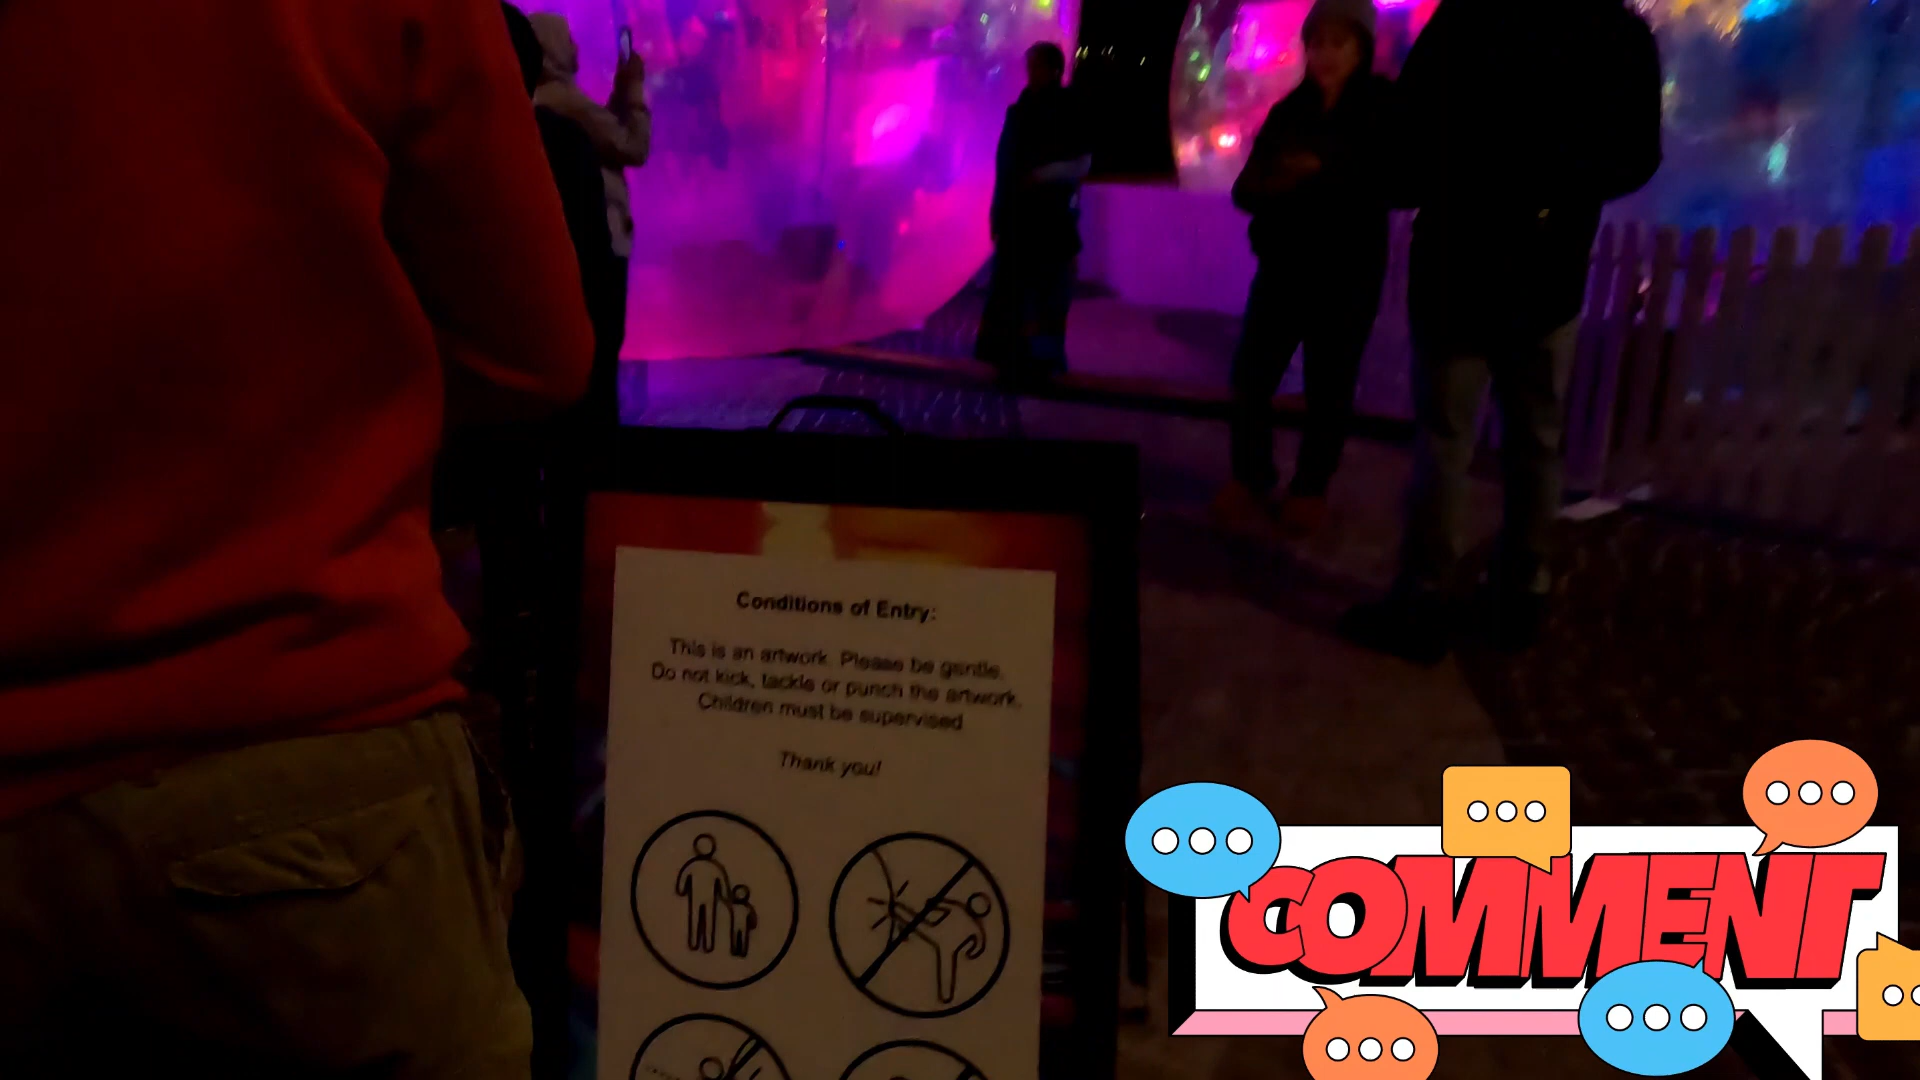 Conditions of Entry:
This is an artwork. Please be gentle.
Do not kick, tackle or punch the artwork.
Children must be supervised
Thank you!
COMMENT